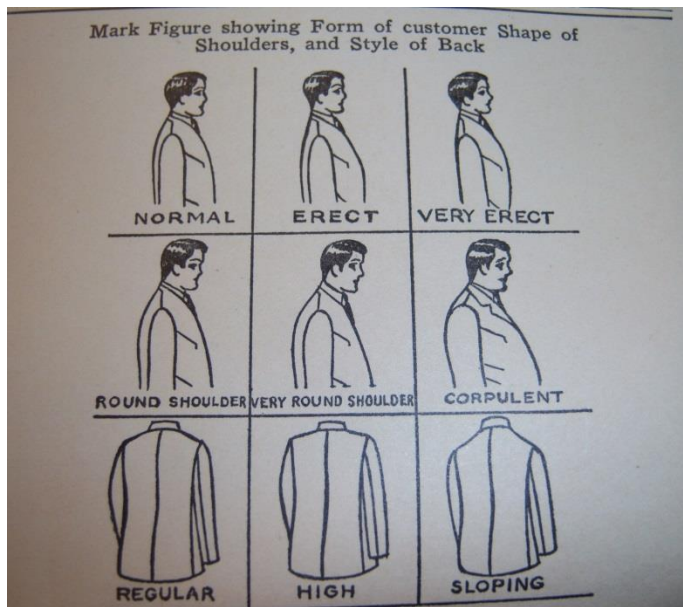 Mark Figure showing Form of customer Shape of
Shoulders, and Style of Back
NORMAL
ERECT
VERY ERECT
ROUND SHOULDER
VERY ROUND SHOULDER
CORPULENT
REGULAR
HIGH
SLOPING